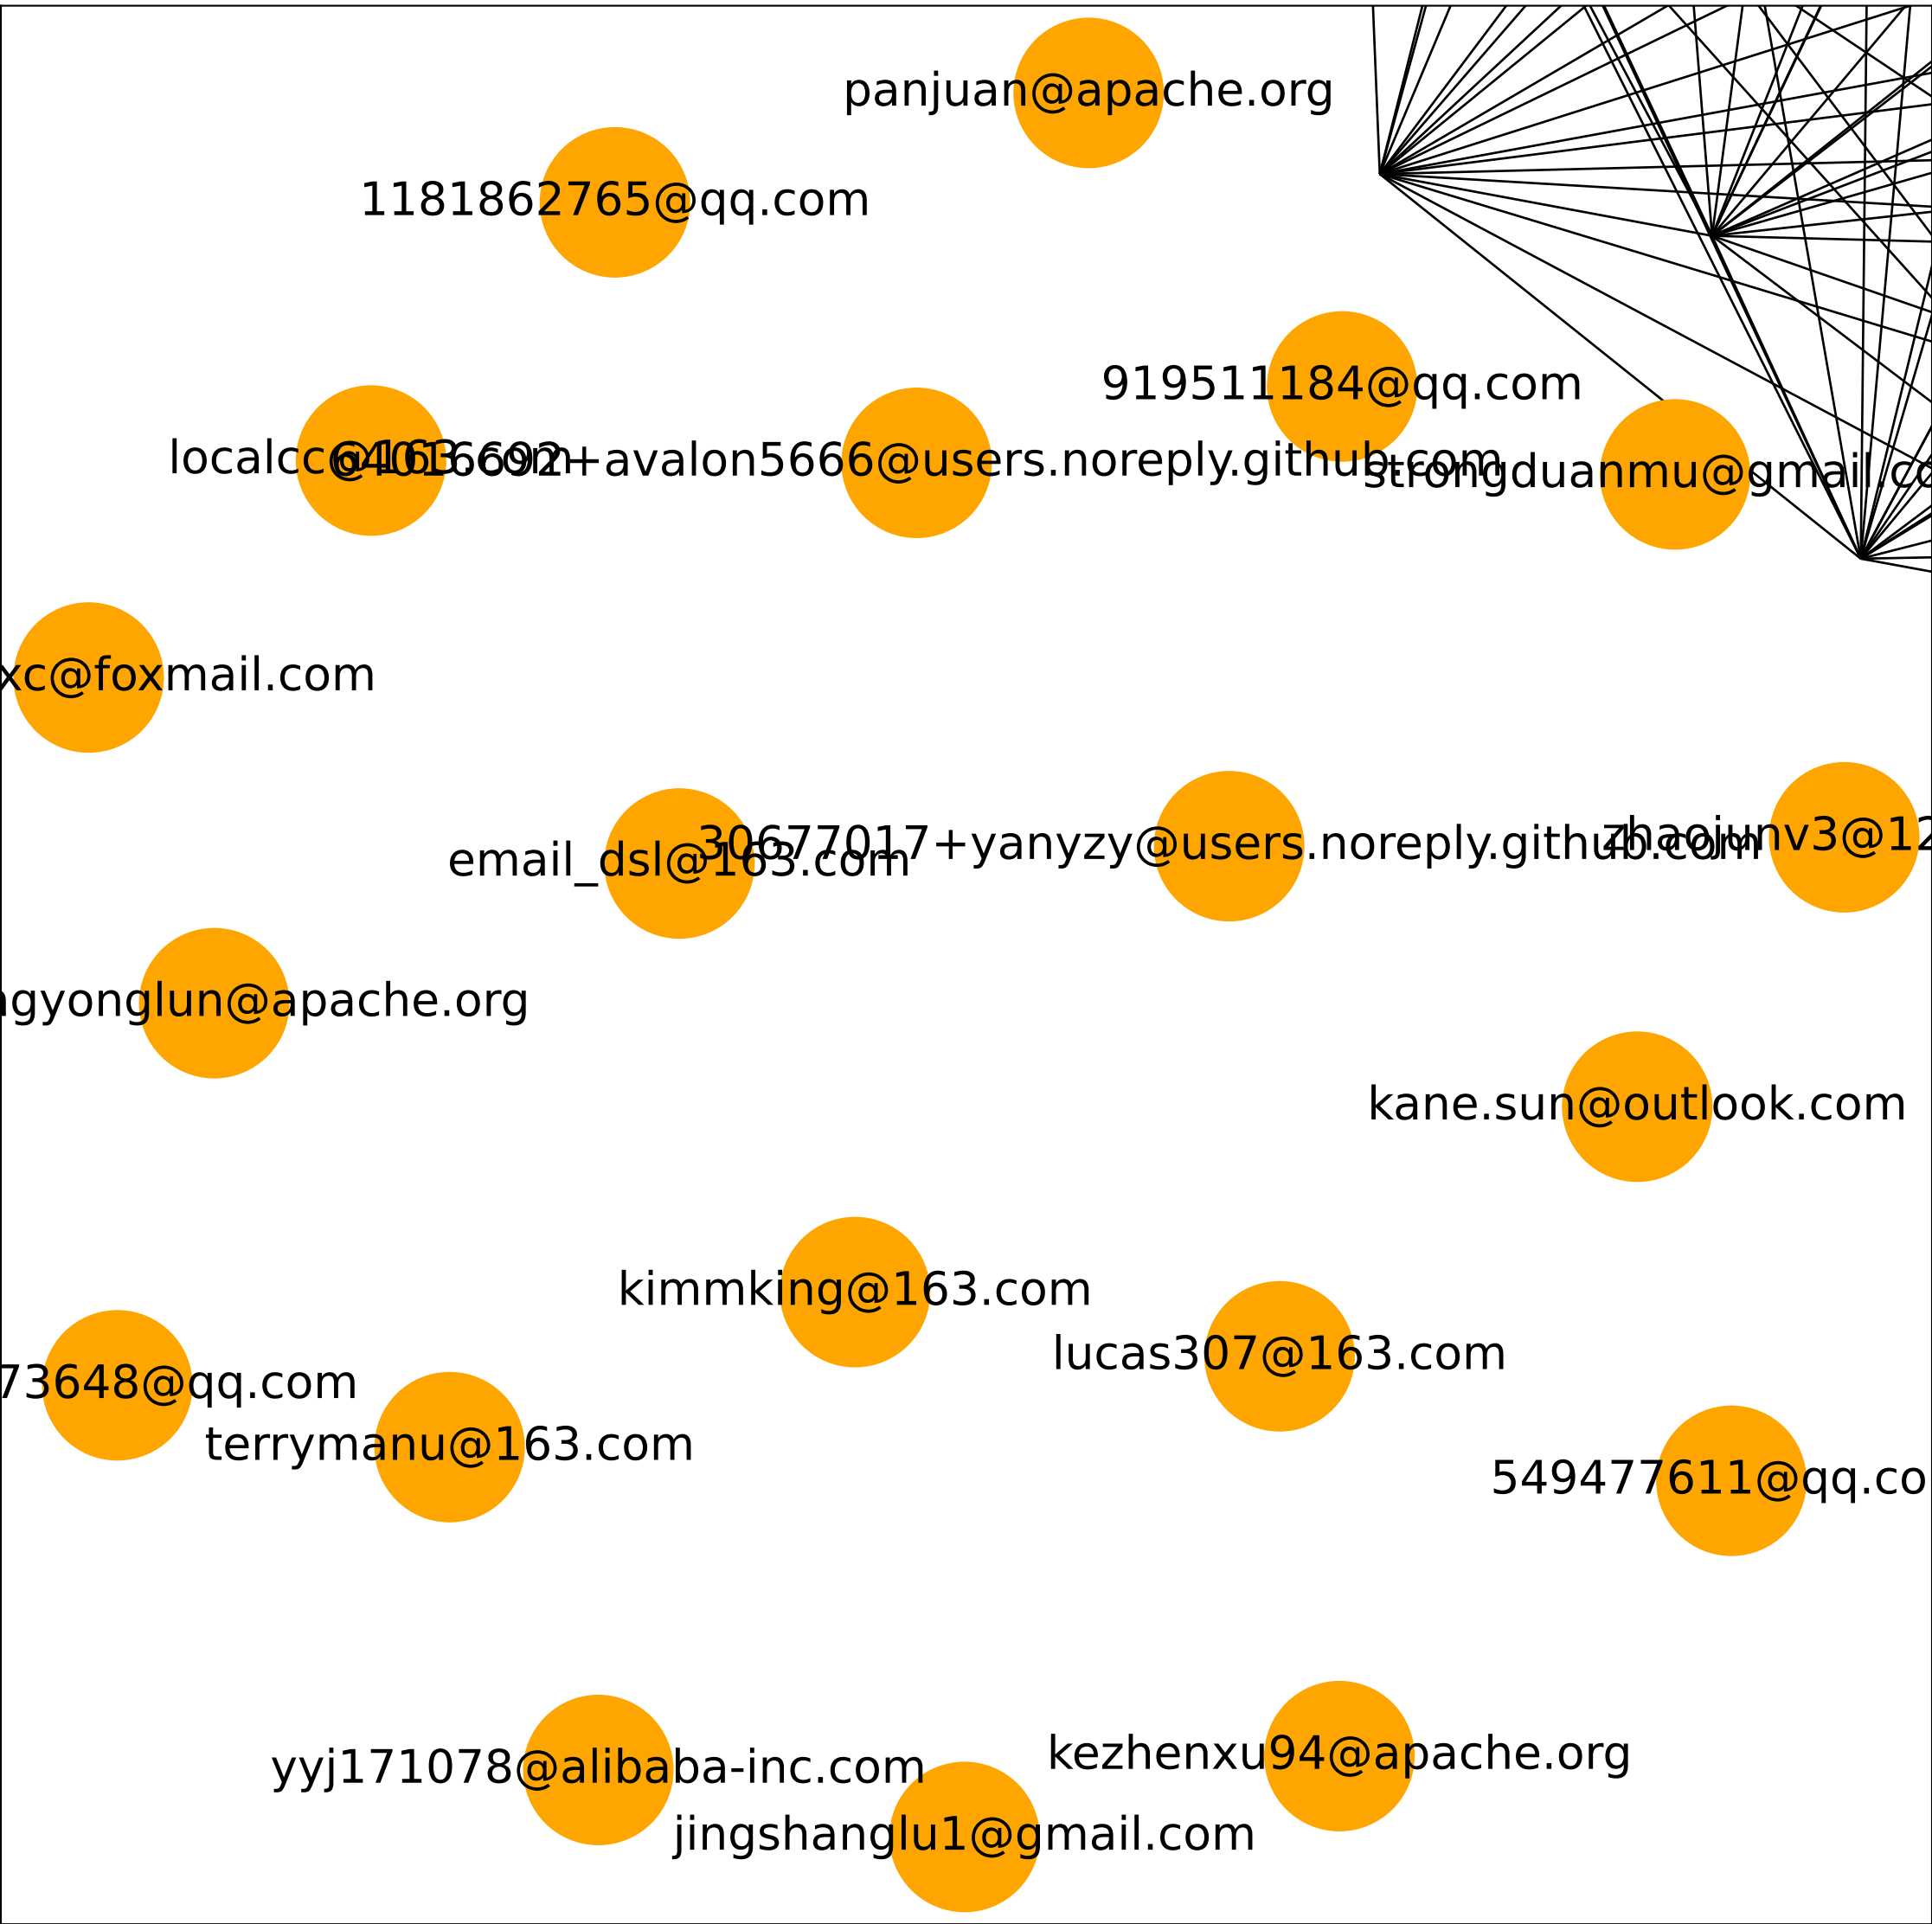 panjuan@apache.org
1181862765@qq.com
919511184@qq.com
localcc@163.com
64016692+avalon5666@users.noreply.github.com
strongduanmu@gmail.co
xc@foxmail.com
30677017+yanyzy@users.noreply.github.com
zhaojunv3@12
email_dsl@163.com
gyonglun@apache.org
kane.sun@outlook.com
kimmking@163.com
lucas307@163.com
73648@qq.com
terrymanu@163.com
549477611@qq.co
kezhenxu94@apache.org
yyj171078@alibaba-inc.com
jingshanglu1@gmail.com